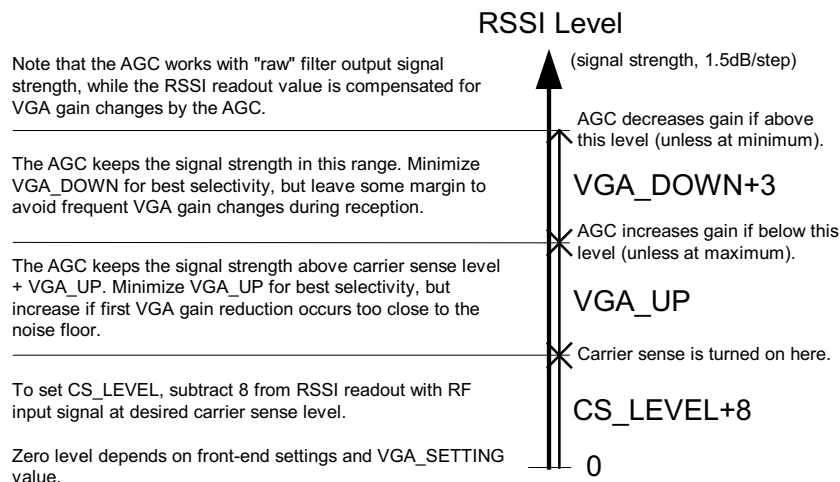 RSSI Level
Note that the AGC works with "raw" filter output signal
strength, while the RSSI readout value is compensated for
VGA gain changes by the AGC.
(signal strength, 1.5dB/step)
AGC decreases gain if above
this level (unless at minimum).
The AGC keeps the signal strength in this range. Minimize
VGA_DOWN for best selectivity, but leave some margin to
avoid frequent VGA gain changes during reception.
VGA_DOWN+3
AGC increases gain if below this
level (unless at maximum).
The AGC keeps the signal strength above carrier sense level
+ VGA_UP. Minimize VGA_UP for best selectivity, but
increase if first VGA gain reduction occurs too close to the
noise floor.
VGA_UP
Carrier sense is turned on here.
To set CS_LEVEL, subtract 8 from RSSI readout with RF
input signal at desired carrier sense level.
CS_LEVEL+8
Zero level depends on front-end settings and VGA_SETTING
value.
0